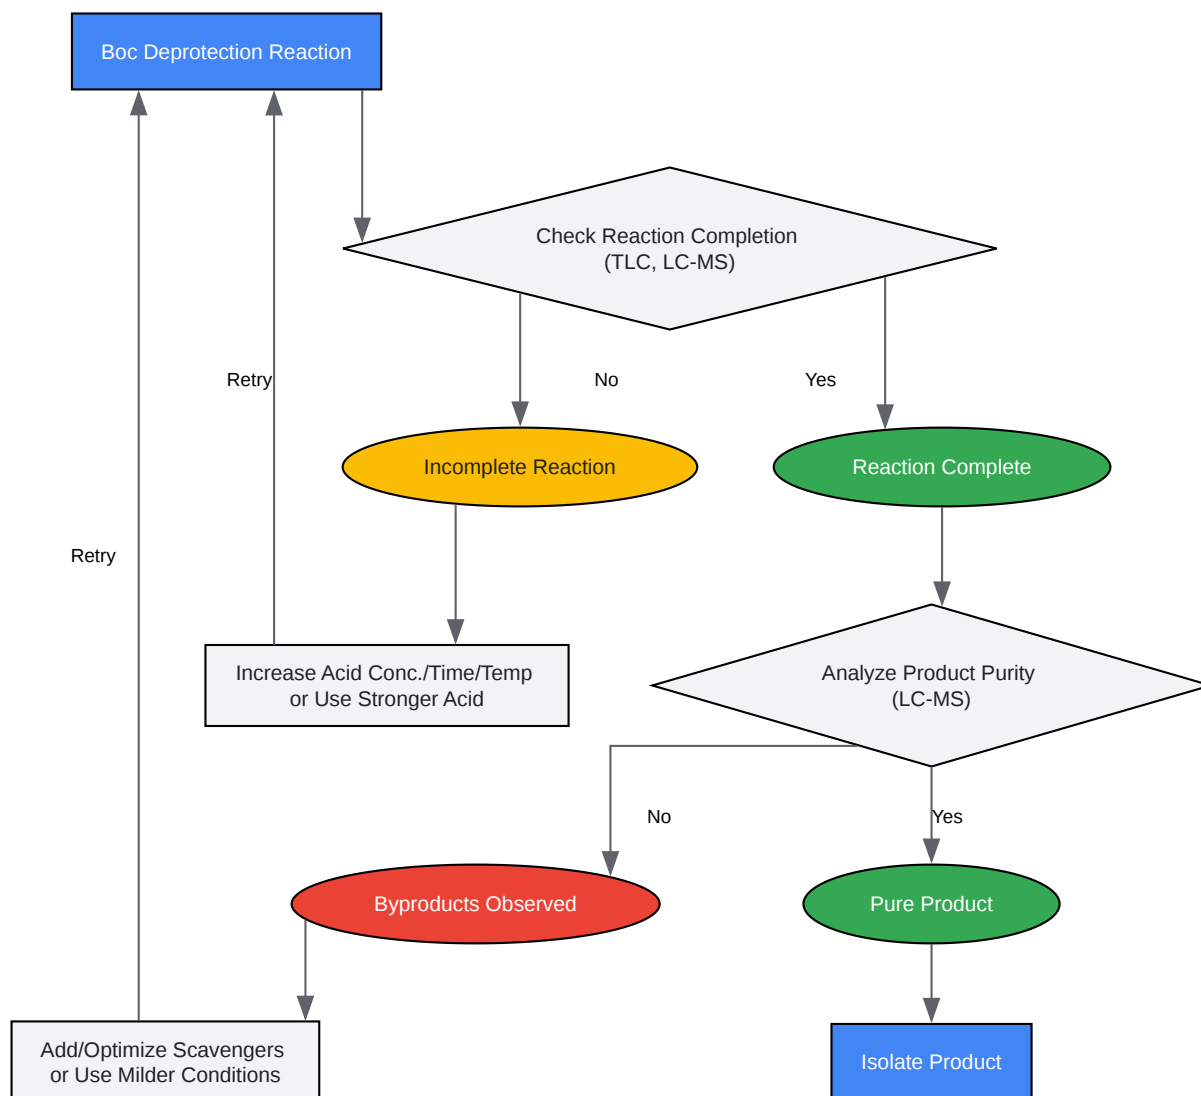 Boc Deprotection Reaction
Check Reaction Completion
(TLC, LC-MS)
Retry
No
Yes
Incomplete Reaction
Reaction Complete
Retry
Increase Acid Conc./Time/Temp
or Use Stronger Acid
Analyze Product Purity
(LC-MS)
No
Yes
Byproducts Observed
Pure Product
Add/Optimize Scavengers
or Use Milder Conditions
Isolate Product